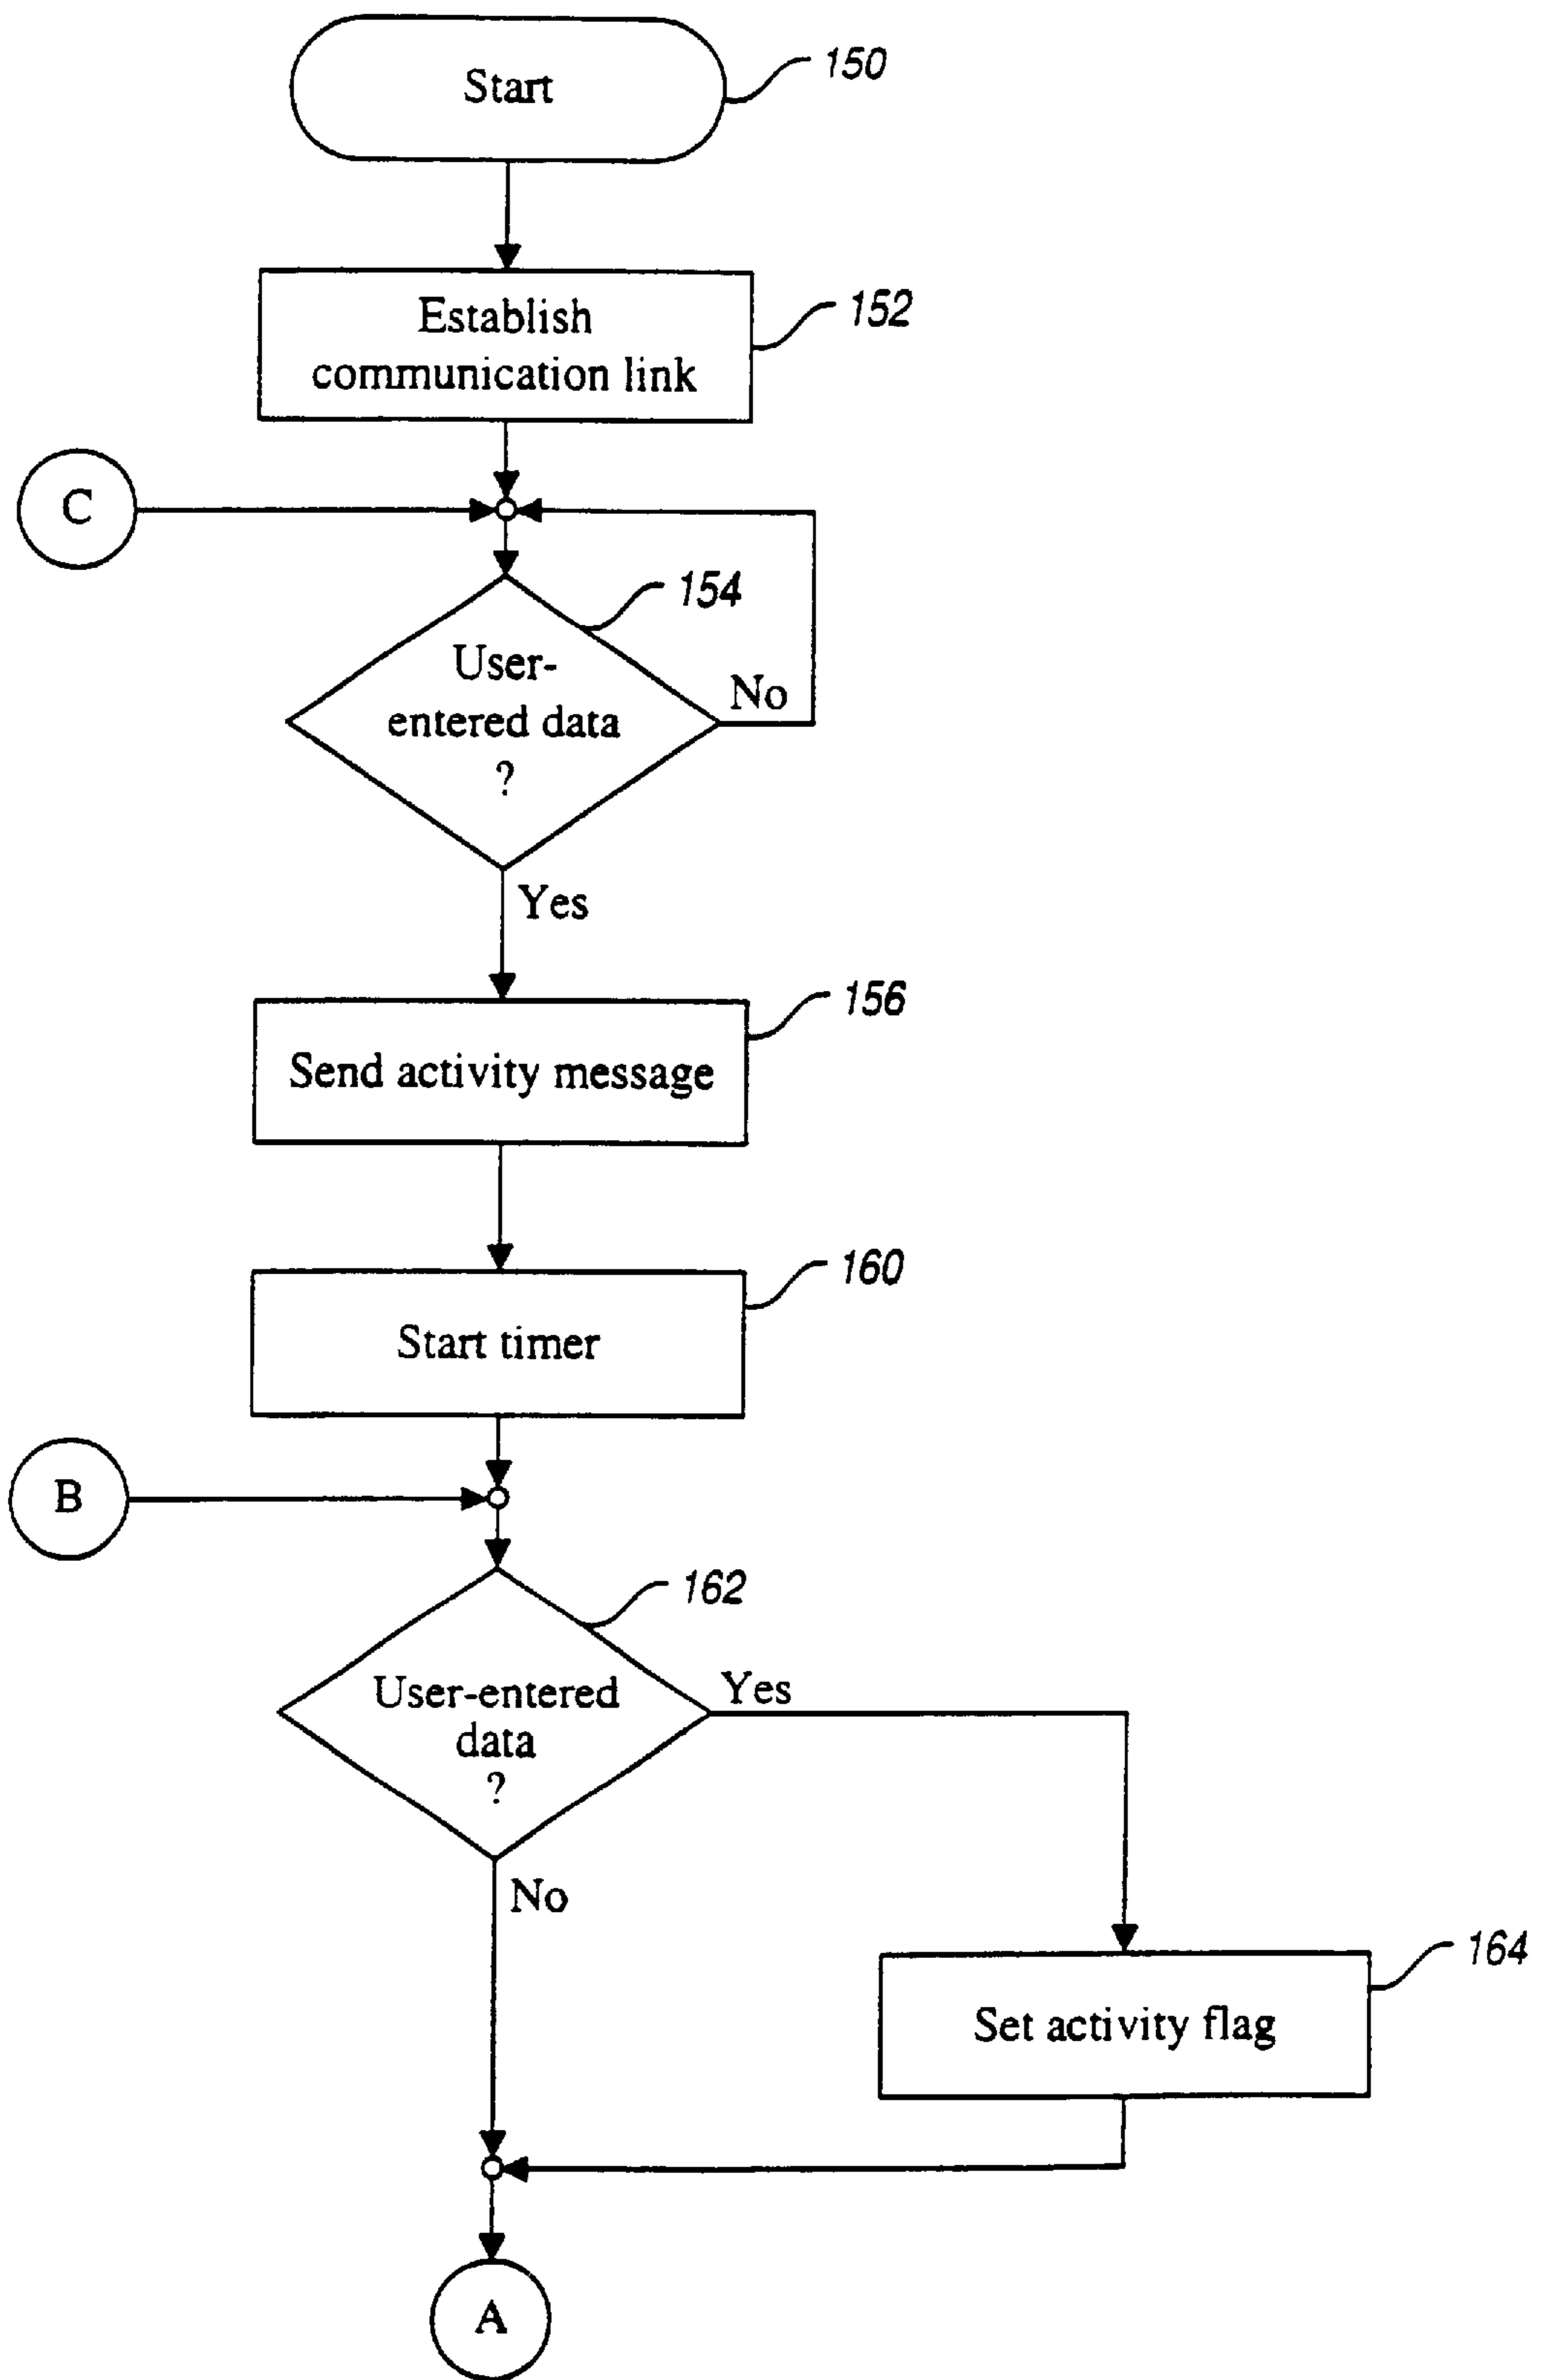 Start
150
Establish
communication link
152
C
154
User-
entered data
?
No
Yes
156
Send activity message
160
Start timer
B
162
User-entered
data
?
Yes
No
164
Set activity flag
A